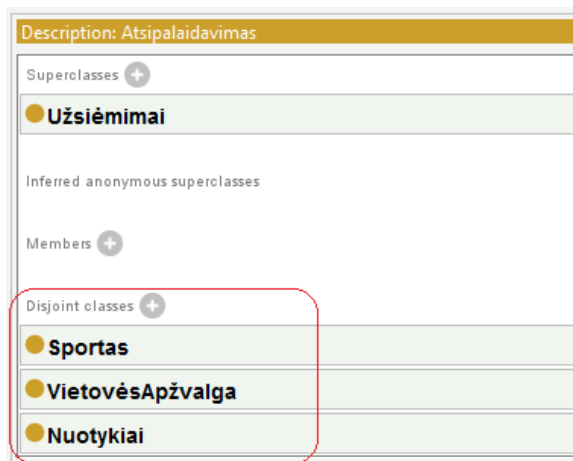 Description: Atsipalaidavimas
Superclasses
Užsiėmimai
Inferred anonymous superclasses
Members
Disjoint classes
Sportas
VietovėsApžvalga
Nuotykiai